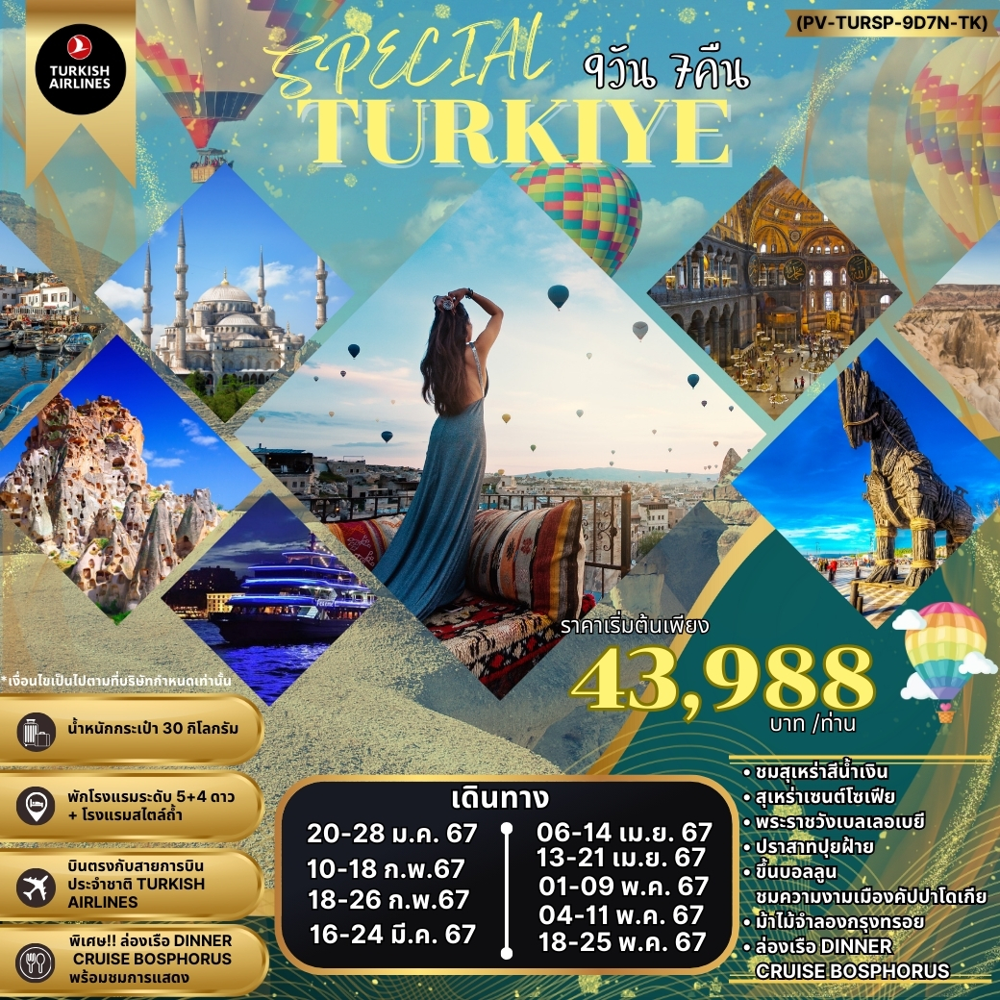 (PV-TURSP-9D7N-TK)
TURKISH
AIRLINES
SPECIAL
9วัน 7คืน
TURKIYE
ราคาเริ่มต้นเพียง
43,988
บาท /ท่าน
*เงื่อนไขเป็นไปตามที่บริษัทกำหนดเท่านั้น
น้ำหนักกระเป๋า 30 กิโลกรัม
พักโรงแรมระดับ 5+4 ดาว
+ โรงแรมสไตล์ถ้ำ
บินตรงกับสายการบิน
ประจำชาติ TURKISH
AIRLINES
พิเศษ!! ล่องเรือ DINNER
CRUISE BOSPHORUS
พร้อมชมการแสดง
เดินทาง
20-28 ม.ค. 67
10-18 ก.พ.67
18-26 ก.พ.67
16-24 มี.ค. 67
06-14 เม.ย. 67
13-21 เม.ย. 67
01-09 พ.ค. 67
04-11 พ.ค. 67
18-25 พ.ค. 67
• ชมสุเหร่าสีน้ำเงิน
• สุเหร่าเซนต์โซเฟีย
• พระราชวังเบลเลอเบยี
• ปราสาทปุยฝ้าย
• ขึ้นบอลลูน
ชมความงามเมืองคัปปาโดเกีย
• ม้าไม้จำลองกรุงทรอย
• ล่องเรือ DINNER
CRUISE BOSPHORUS